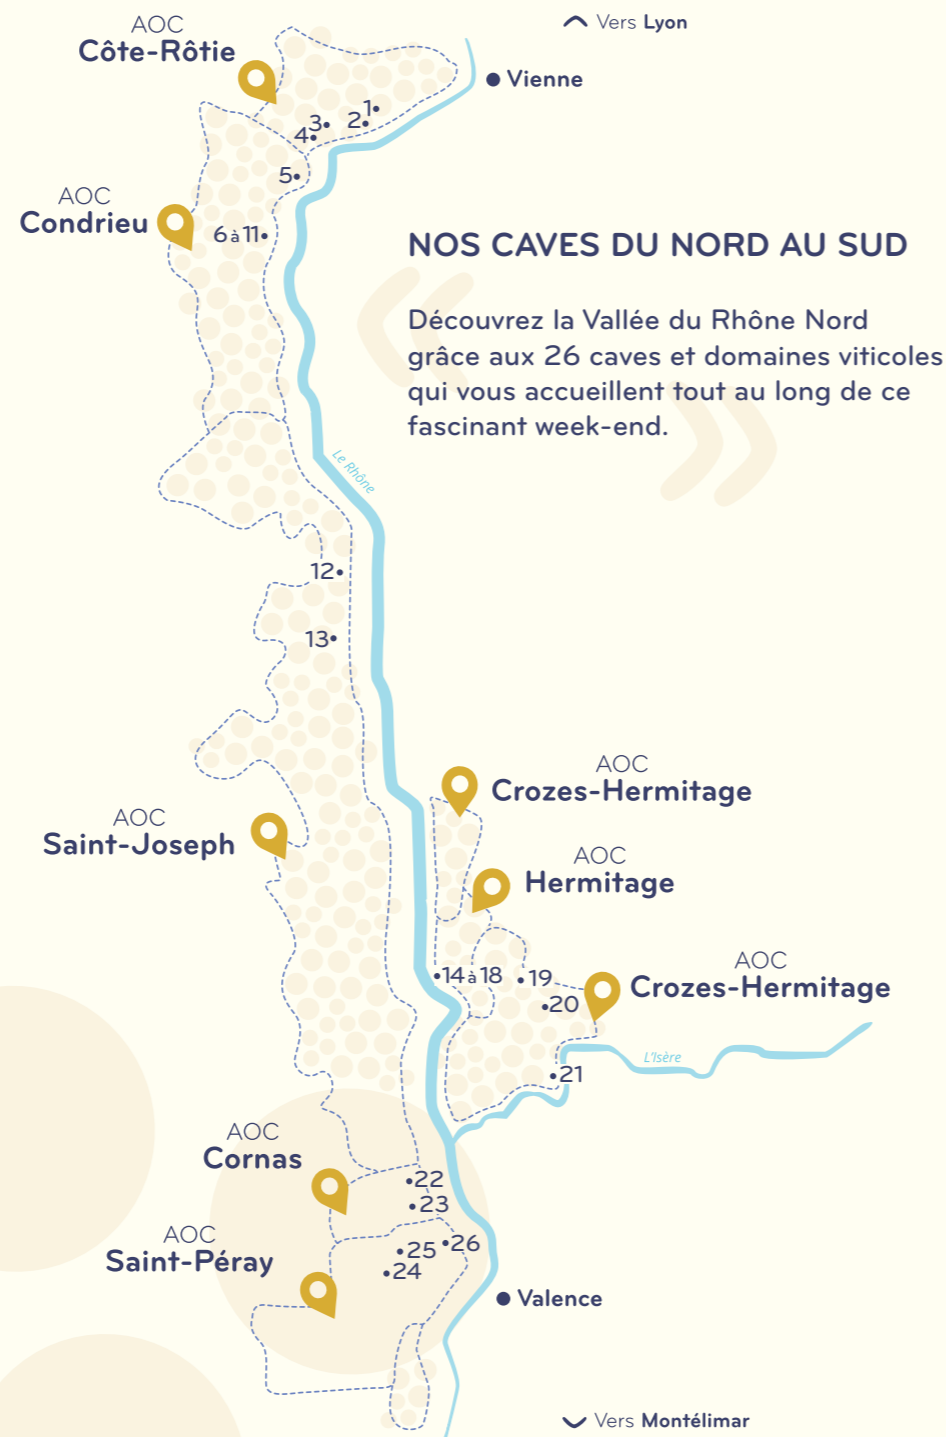 AOC
Côte-Rôtie
Vers Lyon
Vienne
1
2
3
4
5
AOC
Condrieu
6 à 11
NOS CAVES DU NORD AU SUD
Découvrez la Vallée du Rhône Nord
grâce aux 26 caves et domaines viticoles
qui vous accueillent tout au long de ce
fascinant week-end.
Le Rhône
12
13
AOC
Crozes-Hermitage
AOC
Saint-Joseph
AOC
Hermitage
14 à 18
19
20
AOC
Crozes-Hermitage
L'Isère
21
AOC
Cornas
22
23
AOC
Saint-Péray
25
26
24
Valence
Vers Montélimar